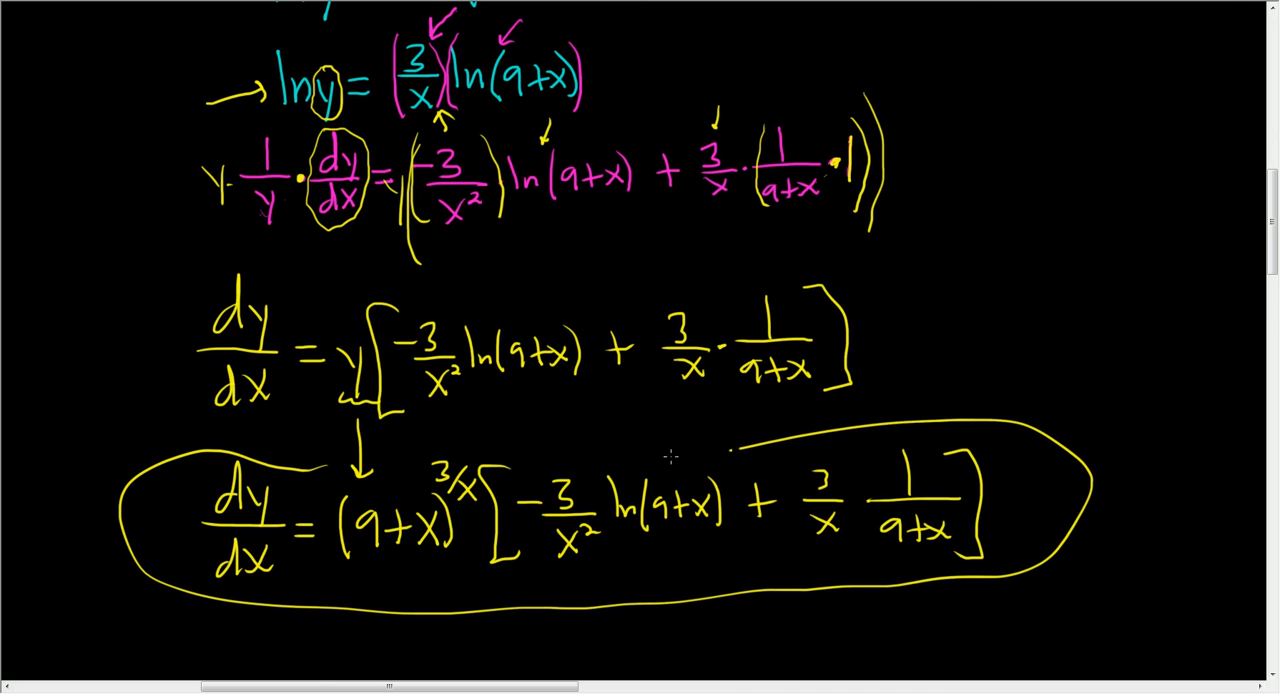 ln y = (3/x)(ln(9+x))
y · 1/y · dy/dx = y((-3/x²) ln(9+x) + 3/x · (1/(9+x) · 1))
dy/dx = y[-3/x² ln(9+x) + 3/x · 1/(9+x)]
dy/dx = (9+x)^(3/x) [-3/x² ln(9+x) + 3/x 1/(9+x)]